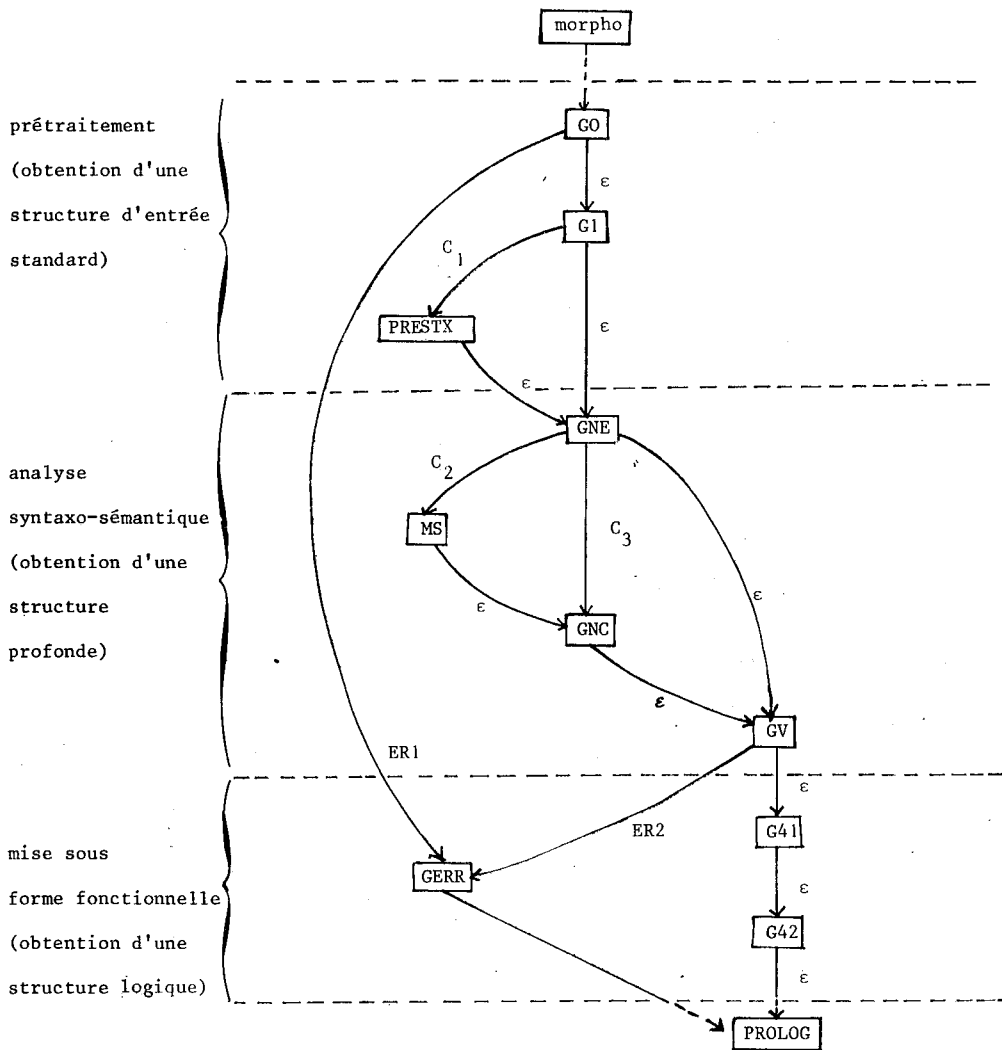 morpho
prétraitement
(obtention d'une
structure d'entrée
standard)
GO
ε
G1
C1
ε
PRESTX
ε
GNE
analyse
syntaxo-sémantique
(obtention d'une
structure
profonde)
C2
MS
C3
ε
ε
GNC
ε
GV
ER1
ε
mise sous
forme fonctionnelle
(obtention d'une
structure logique)
ER2
G41
GERR
ε
G42
ε
PROLOG